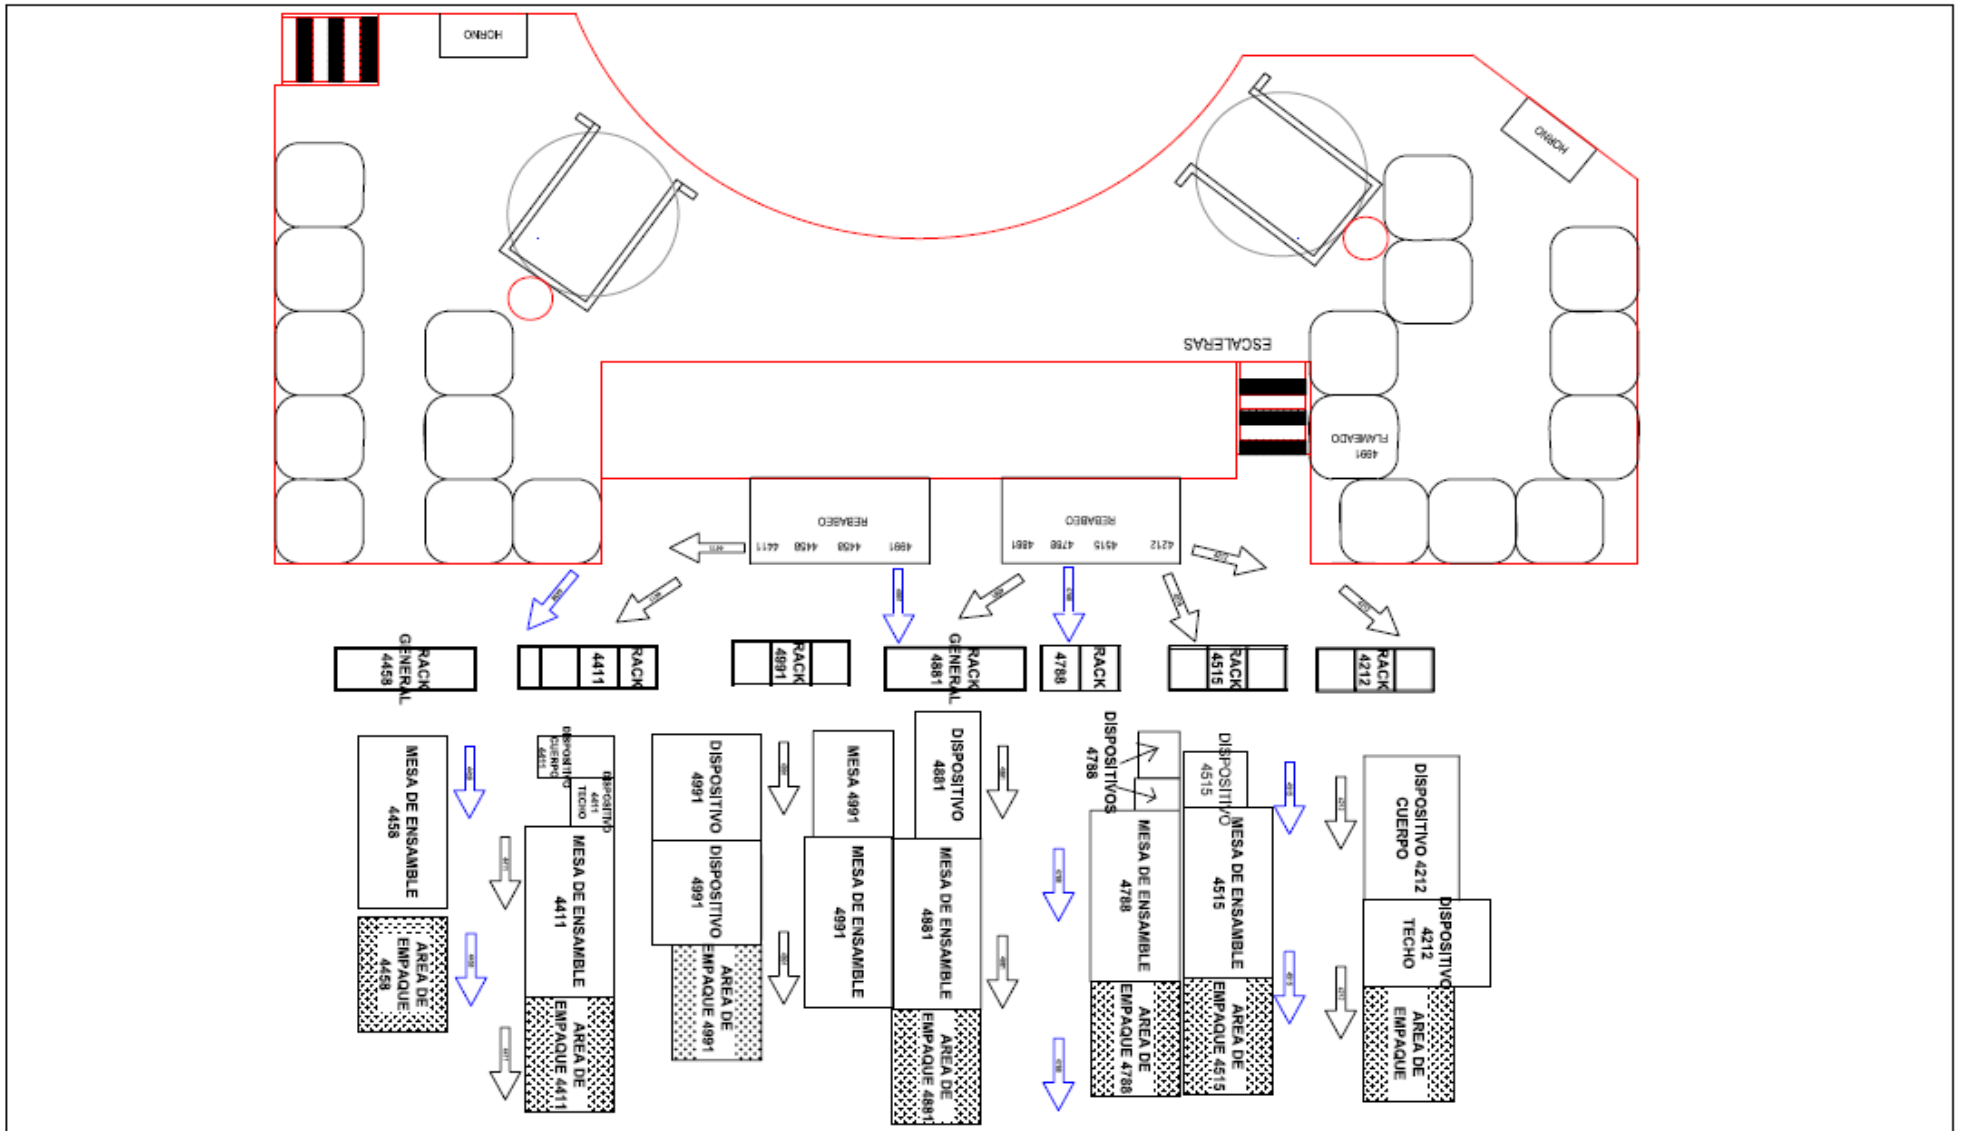 HORNO
HORNO
ESCALERAS
FLAMEADO
4991
REBABEO
4411 4458 4458 4991
REBABEO
4881 4788 4515 4212
4411
RACK
GENERAL
4458
RACK
4411
RACK
4991
RACK
GENERAL
4881
RACK
4788
RACK
4515
RACK
4212
MESA DE ENSAMBLE
4458
AREA DE
EMPAQUE
4458
DISPOSITIVO
CUERPO
4411
DISPOSITIVO
4411
TECHO
MESA DE ENSAMBLE
4411
AREA DE
EMPAQUE 4411
DISPOSITIVO
4991
DISPOSITIVO
4991
AREA DE
EMPAQUE 4991
MESA 4991
MESA DE ENSAMBLE
4991
DISPOSITIVO
4881
MESA DE ENSAMBLE
4881
AREA DE
EMPAQUE 4881
DISPOSITIVOS
4788
MESA DE ENSAMBLE
4788
AREA DE
EMPAQUE 4788
DISPOSITIVO
4515
MESA DE ENSAMBLE
4515
AREA DE
EMPAQUE 4515
DISPOSITIVO 4212
CUERPO
DISPOSITIVO
4212
TECHO
AREA DE
EMPAQUE